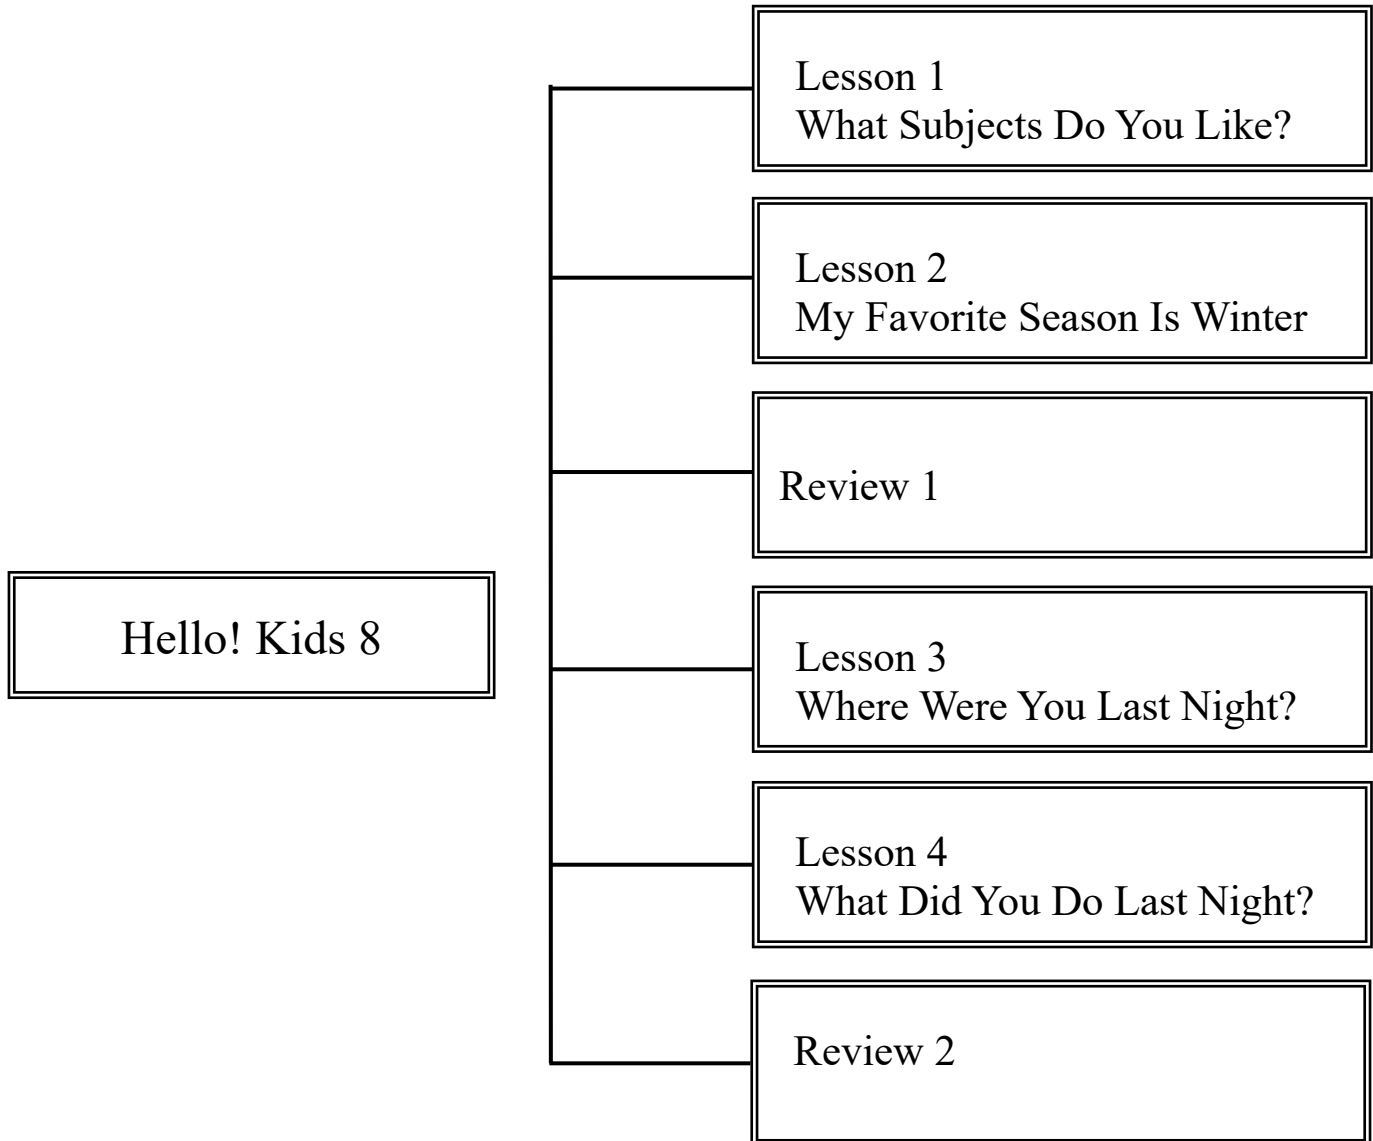 Hello! Kids 8
Lesson 1
What Subjects Do You Like?
Lesson 2
My Favorite Season Is Winter
Review 1
Lesson 3
Where Were You Last Night?
Lesson 4
What Did You Do Last Night?
Review 2